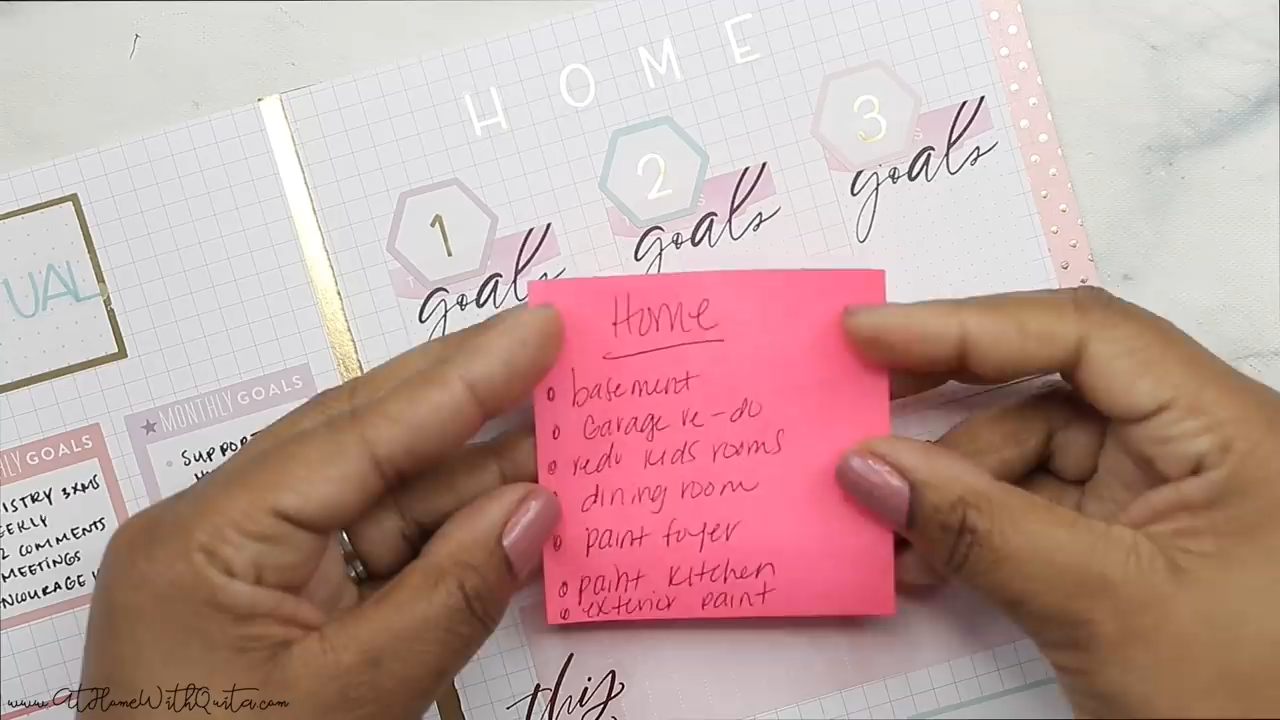 HOME
1
goals
2
goals
3
goals
UAL
MONTHLY GOALS
SUPPORT
HLY GOALS
ISTRY 3XMS
EEKLY
2 COMMENTS
MEETINGS
NCOURAGE
Home
basement
Garage re-do
redo kids rooms
dining room
paint foyer
paint kitchen
exterior paint
this
www.AtHomeWithQuita.com